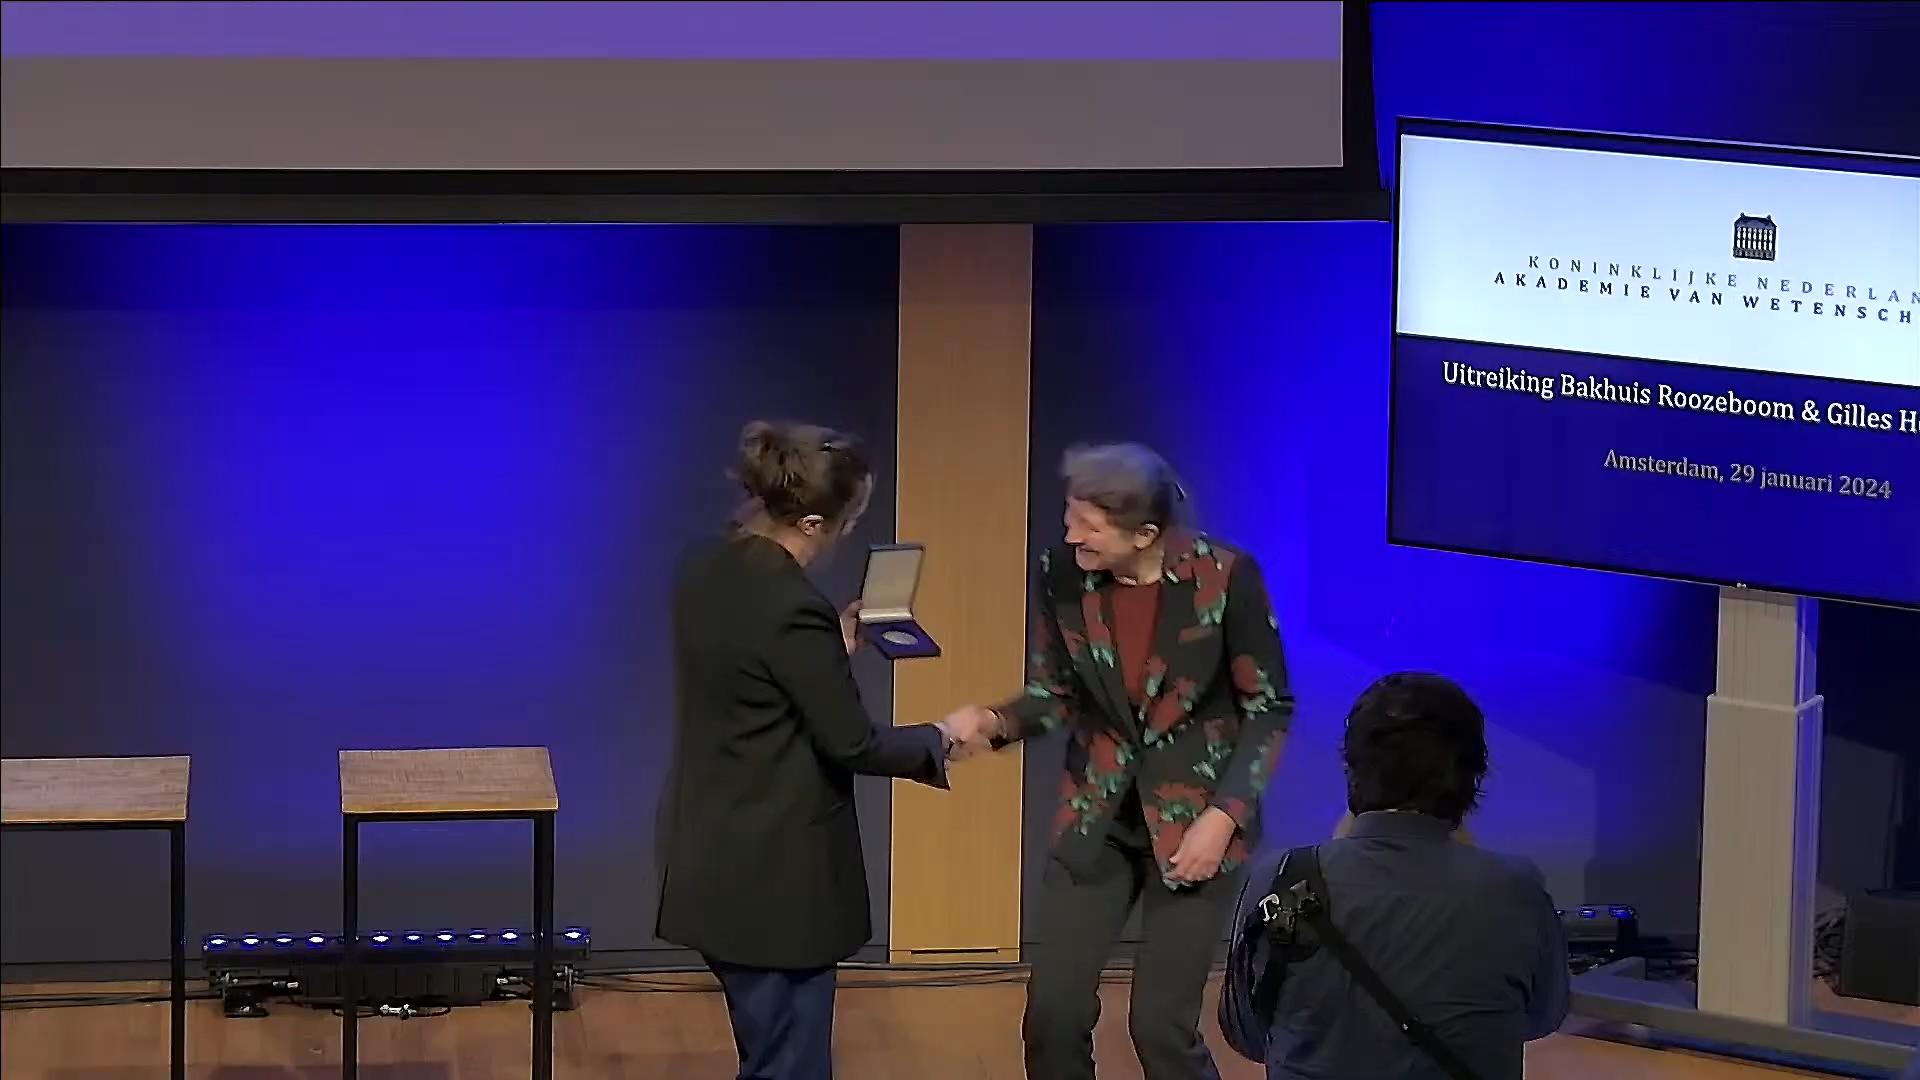 KONINKLIJKE NEDERLAN
AKADEMIE VAN WETENSCH
Uitreiking Bakhuis Roozeboom & Gilles H
Amsterdam, 29 januari 2024